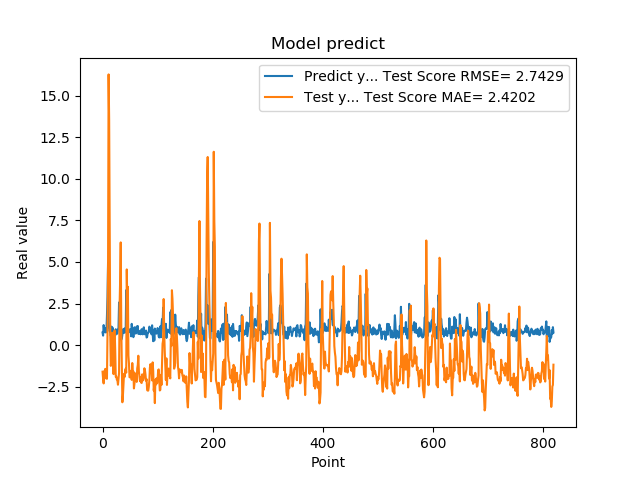 Model predict
Predict y... Test Score RMSE= 2.7429
Test y... Test Score MAE= 2.4202
15.0
12.5
10.0
7.5
5.0
2.5
0.0
−2.5
Real value
0 200 400 600 800
Point